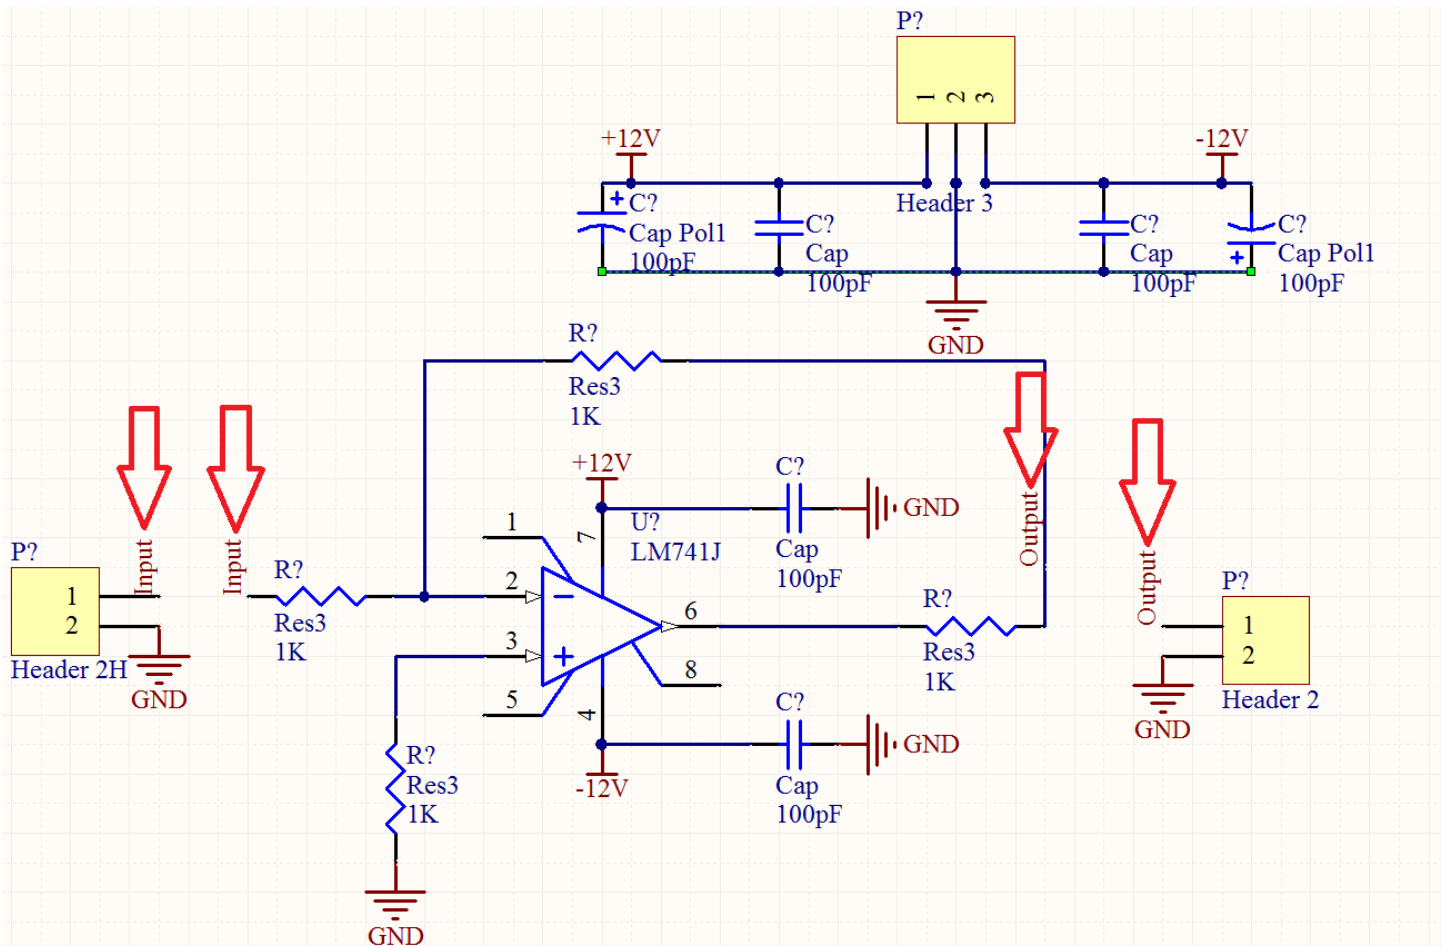 P?
1
2
3
Header 3
+12V
-12V
C?
Cap Pol1
100pF
C?
Cap
100pF
C?
Cap
100pF
C?
Cap Pol1
100pF
GND
R?
Res3
1K
+12V
C?
Cap
100pF
GND
Input
Input
Output
Output
P?
1
2
Header 2H
GND
R?
Res3
1K
1
2
3
5
7
4
6
8
U?
LM741J
R?
Res3
1K
P?
1
2
Header 2
GND
C?
Cap
100pF
GND
-12V
R?
Res3
1K
GND